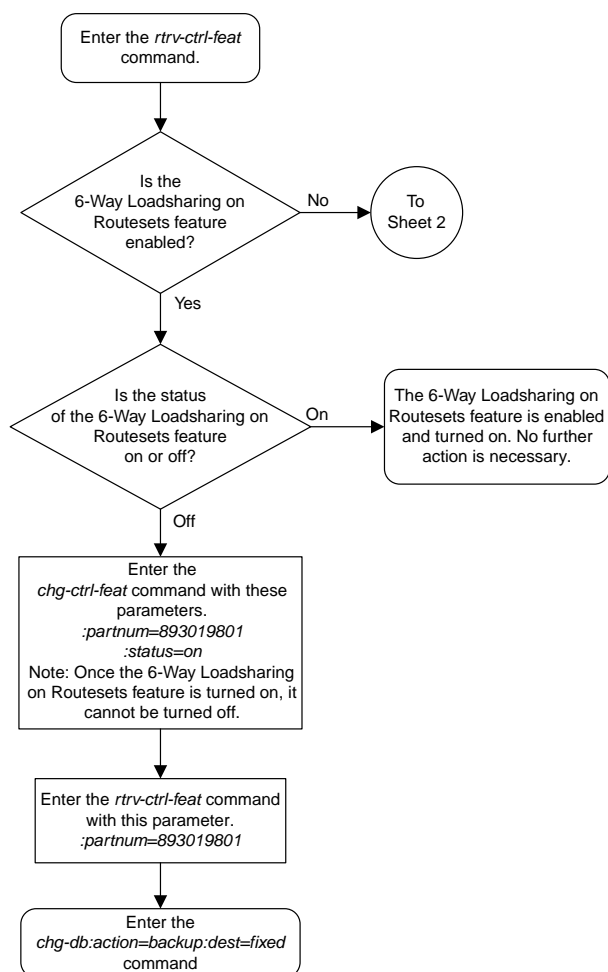 Enter the rtrv-ctrl-feat
command.
Is the
6-Way Loadsharing on
Routesets feature
enabled?
No
To
Sheet 2
Yes
Is the status
of the 6-Way Loadsharing on
Routesets feature
on or off?
On
The 6-Way Loadsharing on
Routesets feature is enabled
and turned on. No further
action is necessary.
Off
Enter the
chg-ctrl-feat command with these
parameters.
:partnum=893019801
:status=on
Note: Once the 6-Way Loadsharing
on Routesets feature is turned on, it
cannot be turned off.
Enter the rtrv-ctrl-feat command
with this parameter.
:partnum=893019801
Enter the
chg-db:action=backup:dest=fixed
command